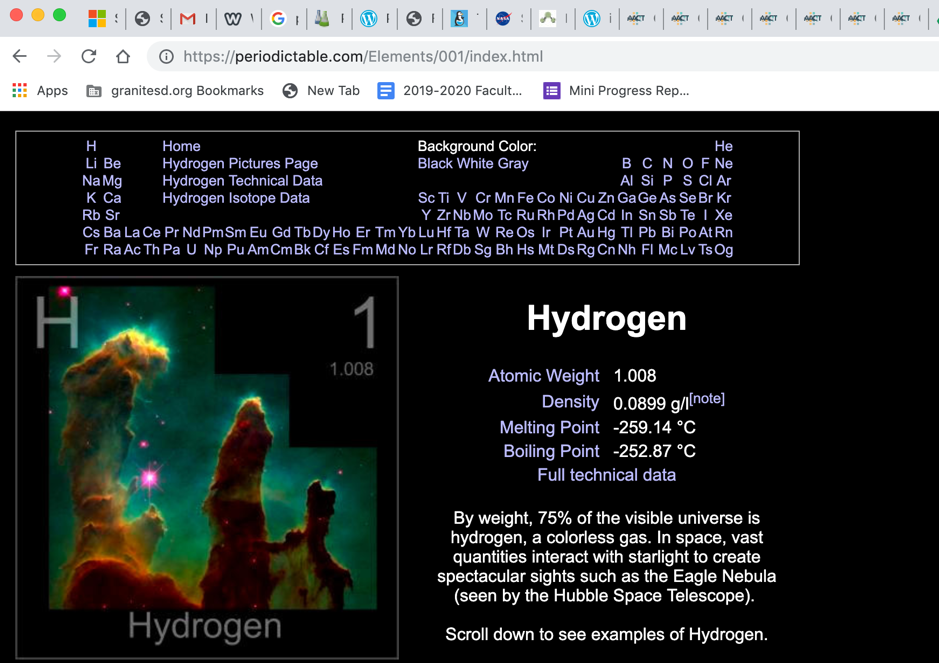 https://periodictable.com/Elements/001/index.html
Apps granitesd.org Bookmarks New Tab 2019-2020 Facult... Mini Progress Rep...
H Home Background Color: He
Li Be Hydrogen Pictures Page Black White Gray B C N O F Ne
Na Mg Hydrogen Technical Data Al Si P S Cl Ar
K Ca Hydrogen Isotope Data Sc Ti V Cr Mn Fe Co Ni Cu Zn Ga Ge As Se Br Kr
Rb Sr Y Zr Nb Mo Tc Ru Rh Pd Ag Cd In Sn Sb Te I Xe
Cs Ba La Ce Pr Nd Pm Sm Eu Gd Tb Dy Ho Er Tm Yb Lu Hf Ta W Re Os Ir Pt Au Hg Tl Pb Bi Po At Rn
Fr Ra Ac Th Pa U Np Pu Am Cm Bk Cf Es Fm Md No Lr Rf Db Sg Bh Hs Mt Ds Rg Cn Nh Fl Mc Lv Ts Og
H 1
1.008
Hydrogen
Hydrogen
Atomic Weight 1.008
Density 0.0899 g/l[note]
Melting Point -259.14 °C
Boiling Point -252.87 °C
Full technical data
By weight, 75% of the visible universe is
hydrogen, a colorless gas. In space, vast
quantities interact with starlight to create
spectacular sights such as the Eagle Nebula
(seen by the Hubble Space Telescope).
Scroll down to see examples of Hydrogen.